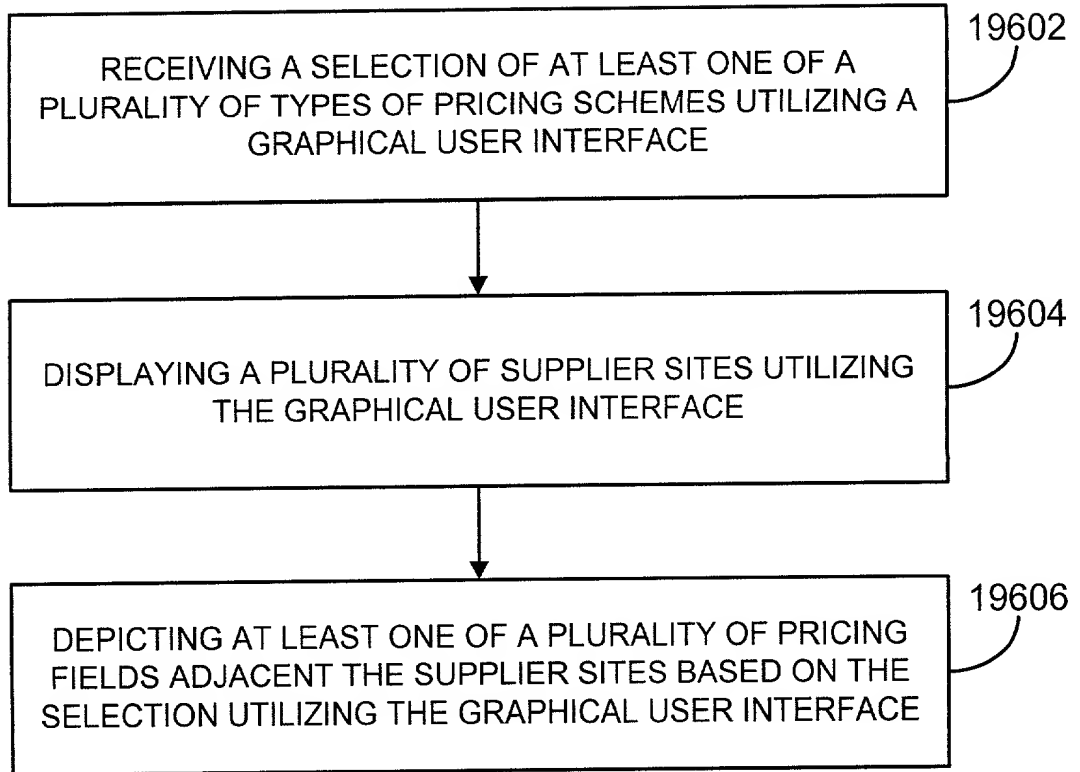 19602
RECEIVING A SELECTION OF AT LEAST ONE OF A
PLURALITY OF TYPES OF PRICING SCHEMES UTILIZING A
GRAPHICAL USER INTERFACE
19604
DISPLAYING A PLURALITY OF SUPPLIER SITES UTILIZING
THE GRAPHICAL USER INTERFACE
19606
DEPICTING AT LEAST ONE OF A PLURALITY OF PRICING
FIELDS ADJACENT THE SUPPLIER SITES BASED ON THE
SELECTION UTILIZING THE GRAPHICAL USER INTERFACE